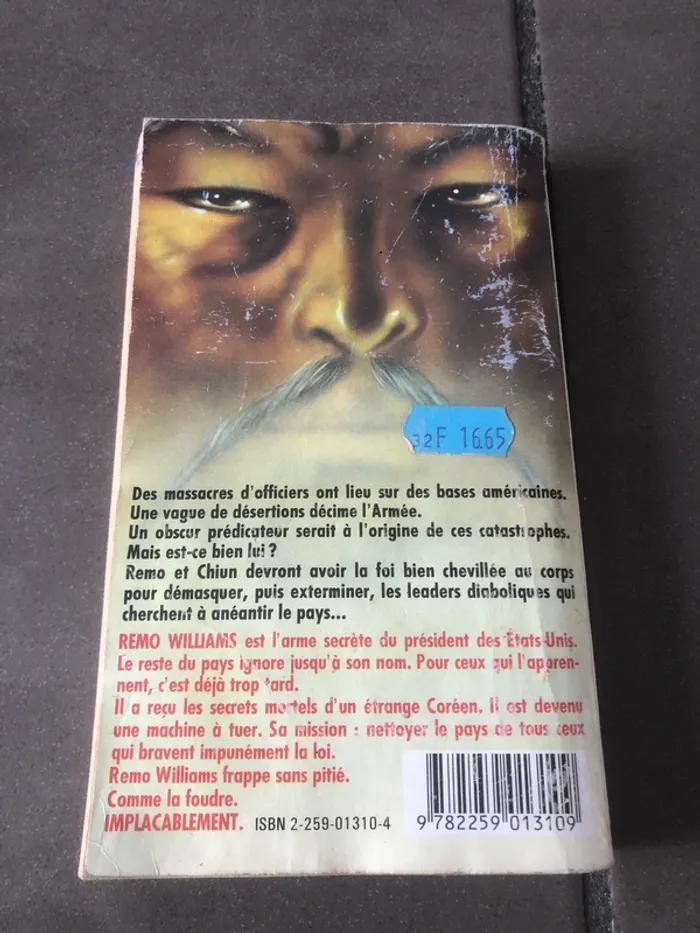 32F 16.65
Des massacres d'officiers ont lieu sur des bases américaines.
Une vague de désertions décime l'Armée.
Un obscur prédicateur serait à l'origine de ces catastrophes.
Mais est-ce bien lui ?
Remo et Chiun devront avoir la foi bien chevillée au corps
pour démasquer, puis exterminer, les leaders diaboliques qui
cherchent à anéantir le pays...
REMO WILLIAMS est l'arme secrète du président des États-Unis.
Le reste du pays ignore jusqu'à son nom. Pour ceux qui l'appren-
nent, c'est déjà trop tard.
Il a reçu les secrets mortels d'un étrange Coréen. Il est devenu
une machine à tuer. Sa mission : nettoyer le pays de tous ceux
qui bravent impunément la loi.
Remo Williams frappe sans pitié.
Comme la foudre.
IMPLACABLEMENT. ISBN 2-259-01310-4
9 782259 013109